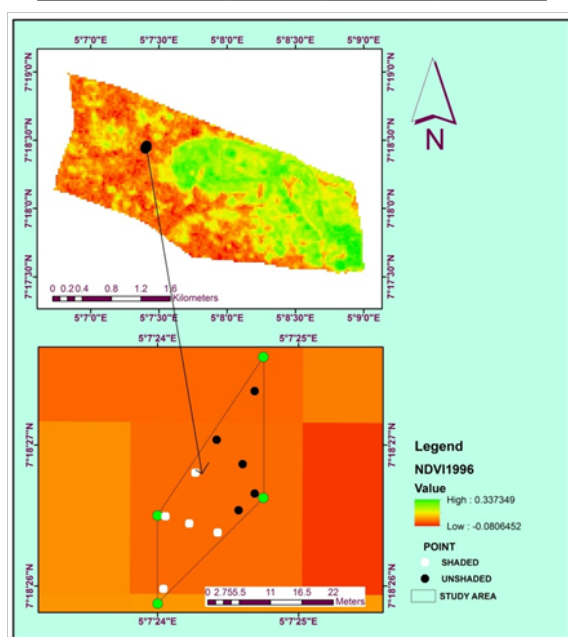 5°7'0"E 5°7'30"E 5°8'0"E 5°8'30"E 5°9'0"E
7°19'0"N
7°18'30"N
7°18'0"N
7°17'30"N
7°19'0"N
7°18'30"N
7°18'0"N
7°17'30"N
N
0 0.2 0.4 0.8 1.2 1.6
Kilometers
5°7'0"E 5°7'30"E 5°8'0"E 5°8'30"E 5°9'0"E
5°7'24"E 5°7'25"E
7°18'27"N
7°18'26"N
7°18'27"N
7°18'26"N
0 2.75 5.5 11 16.5 22
Meters
5°7'24"E 5°7'25"E
Legend
NDVI1996
Value
High : 0.337349
Low : -0.0806452
POINT
SHADED
UNSHADED
STUDY AREA